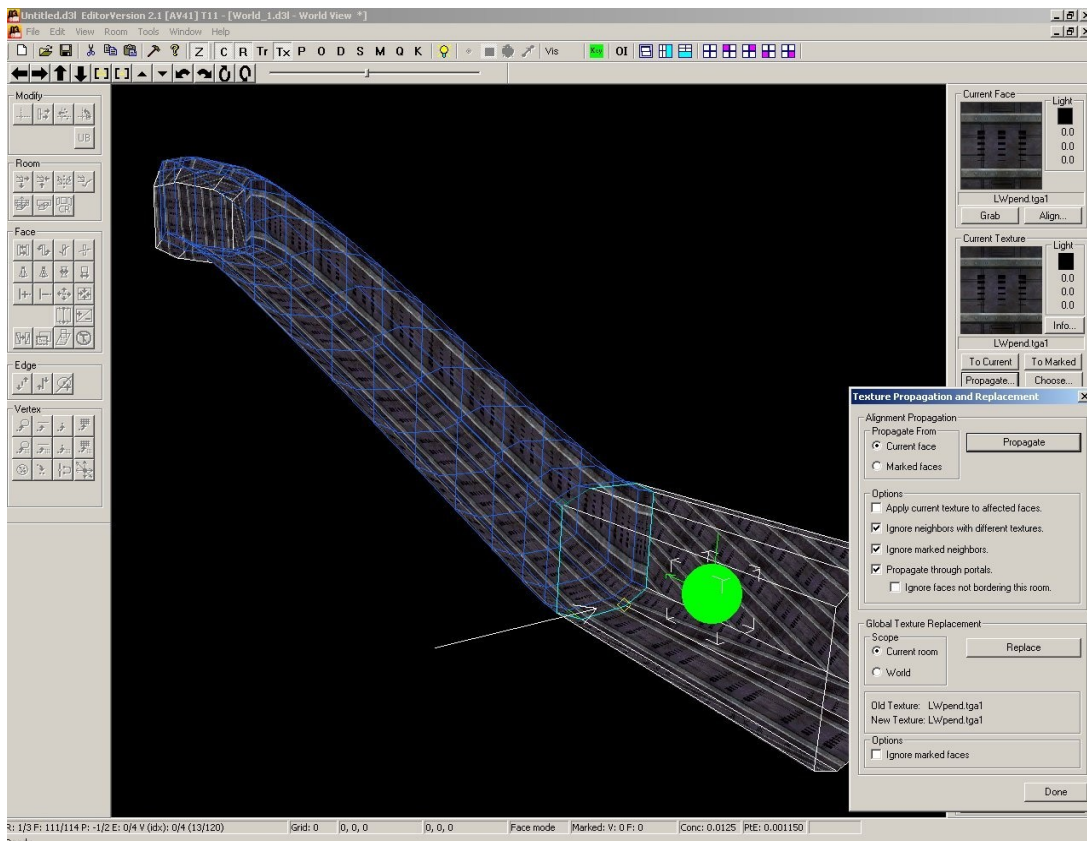 Untitled.d3l EditorVersion 2.1 [AV41] T11 - [World_1.d3l - World View *]
File Edit View Room Tools Window Help
Z C R Tr Tx P O D S M Q K Vis Key OI
Modify
UB
Room
CR
Face
Edge
Vertex
Current Face
Light
0.0
0.0
0.0
LWpend.tga1
Grab Align...
Current Texture
Light
0.0
0.0
0.0
Info...
LWpend.tga1
To Current To Marked
Propagate... Choose...
Texture Propagation and Replacement
Alignment Propagation
Propagate From
Current face
Marked faces
Propagate
Options
Apply current texture to affected faces.
Ignore neighbors with different textures.
Ignore marked neighbors.
Propagate through portals.
Ignore faces not bordering this room.
Global Texture Replacement
Scope
Current room
World
Replace
Old Texture: LWpend.tga1
New Texture: LWpend.tga1
Options
Ignore marked faces
Done
R: 1/3 F: 111/114 P: -1/2 E: 0/4 V (idx): 0/4 (13/120) Grid: 0 0, 0, 0 0, 0, 0 Face mode Marked: V: 0 F: 0 Conc: 0.0125 PtE: 0.001150